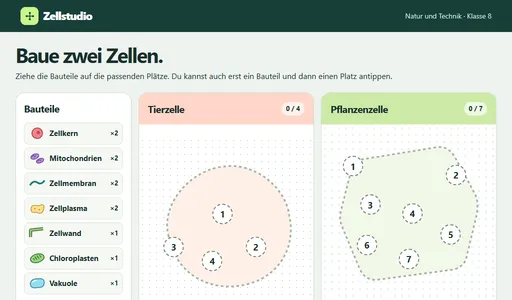 Zellstudio
Natur und Technik · Klasse 8
Baue zwei Zellen.
Ziehe die Bauteile auf die passenden Plätze. Du kannst auch erst ein Bauteil und dann einen Platz antippen.
Bauteile
Zellkern ×2
Mitochondrien ×2
Zellmembran ×2
Zellplasma ×2
Zellwand ×1
Chloroplasten ×1
Vakuole ×1
Tierzelle 0 / 4
1
3
2
4
Pflanzenzelle 0 / 7
1
2
3
4
5
6
7